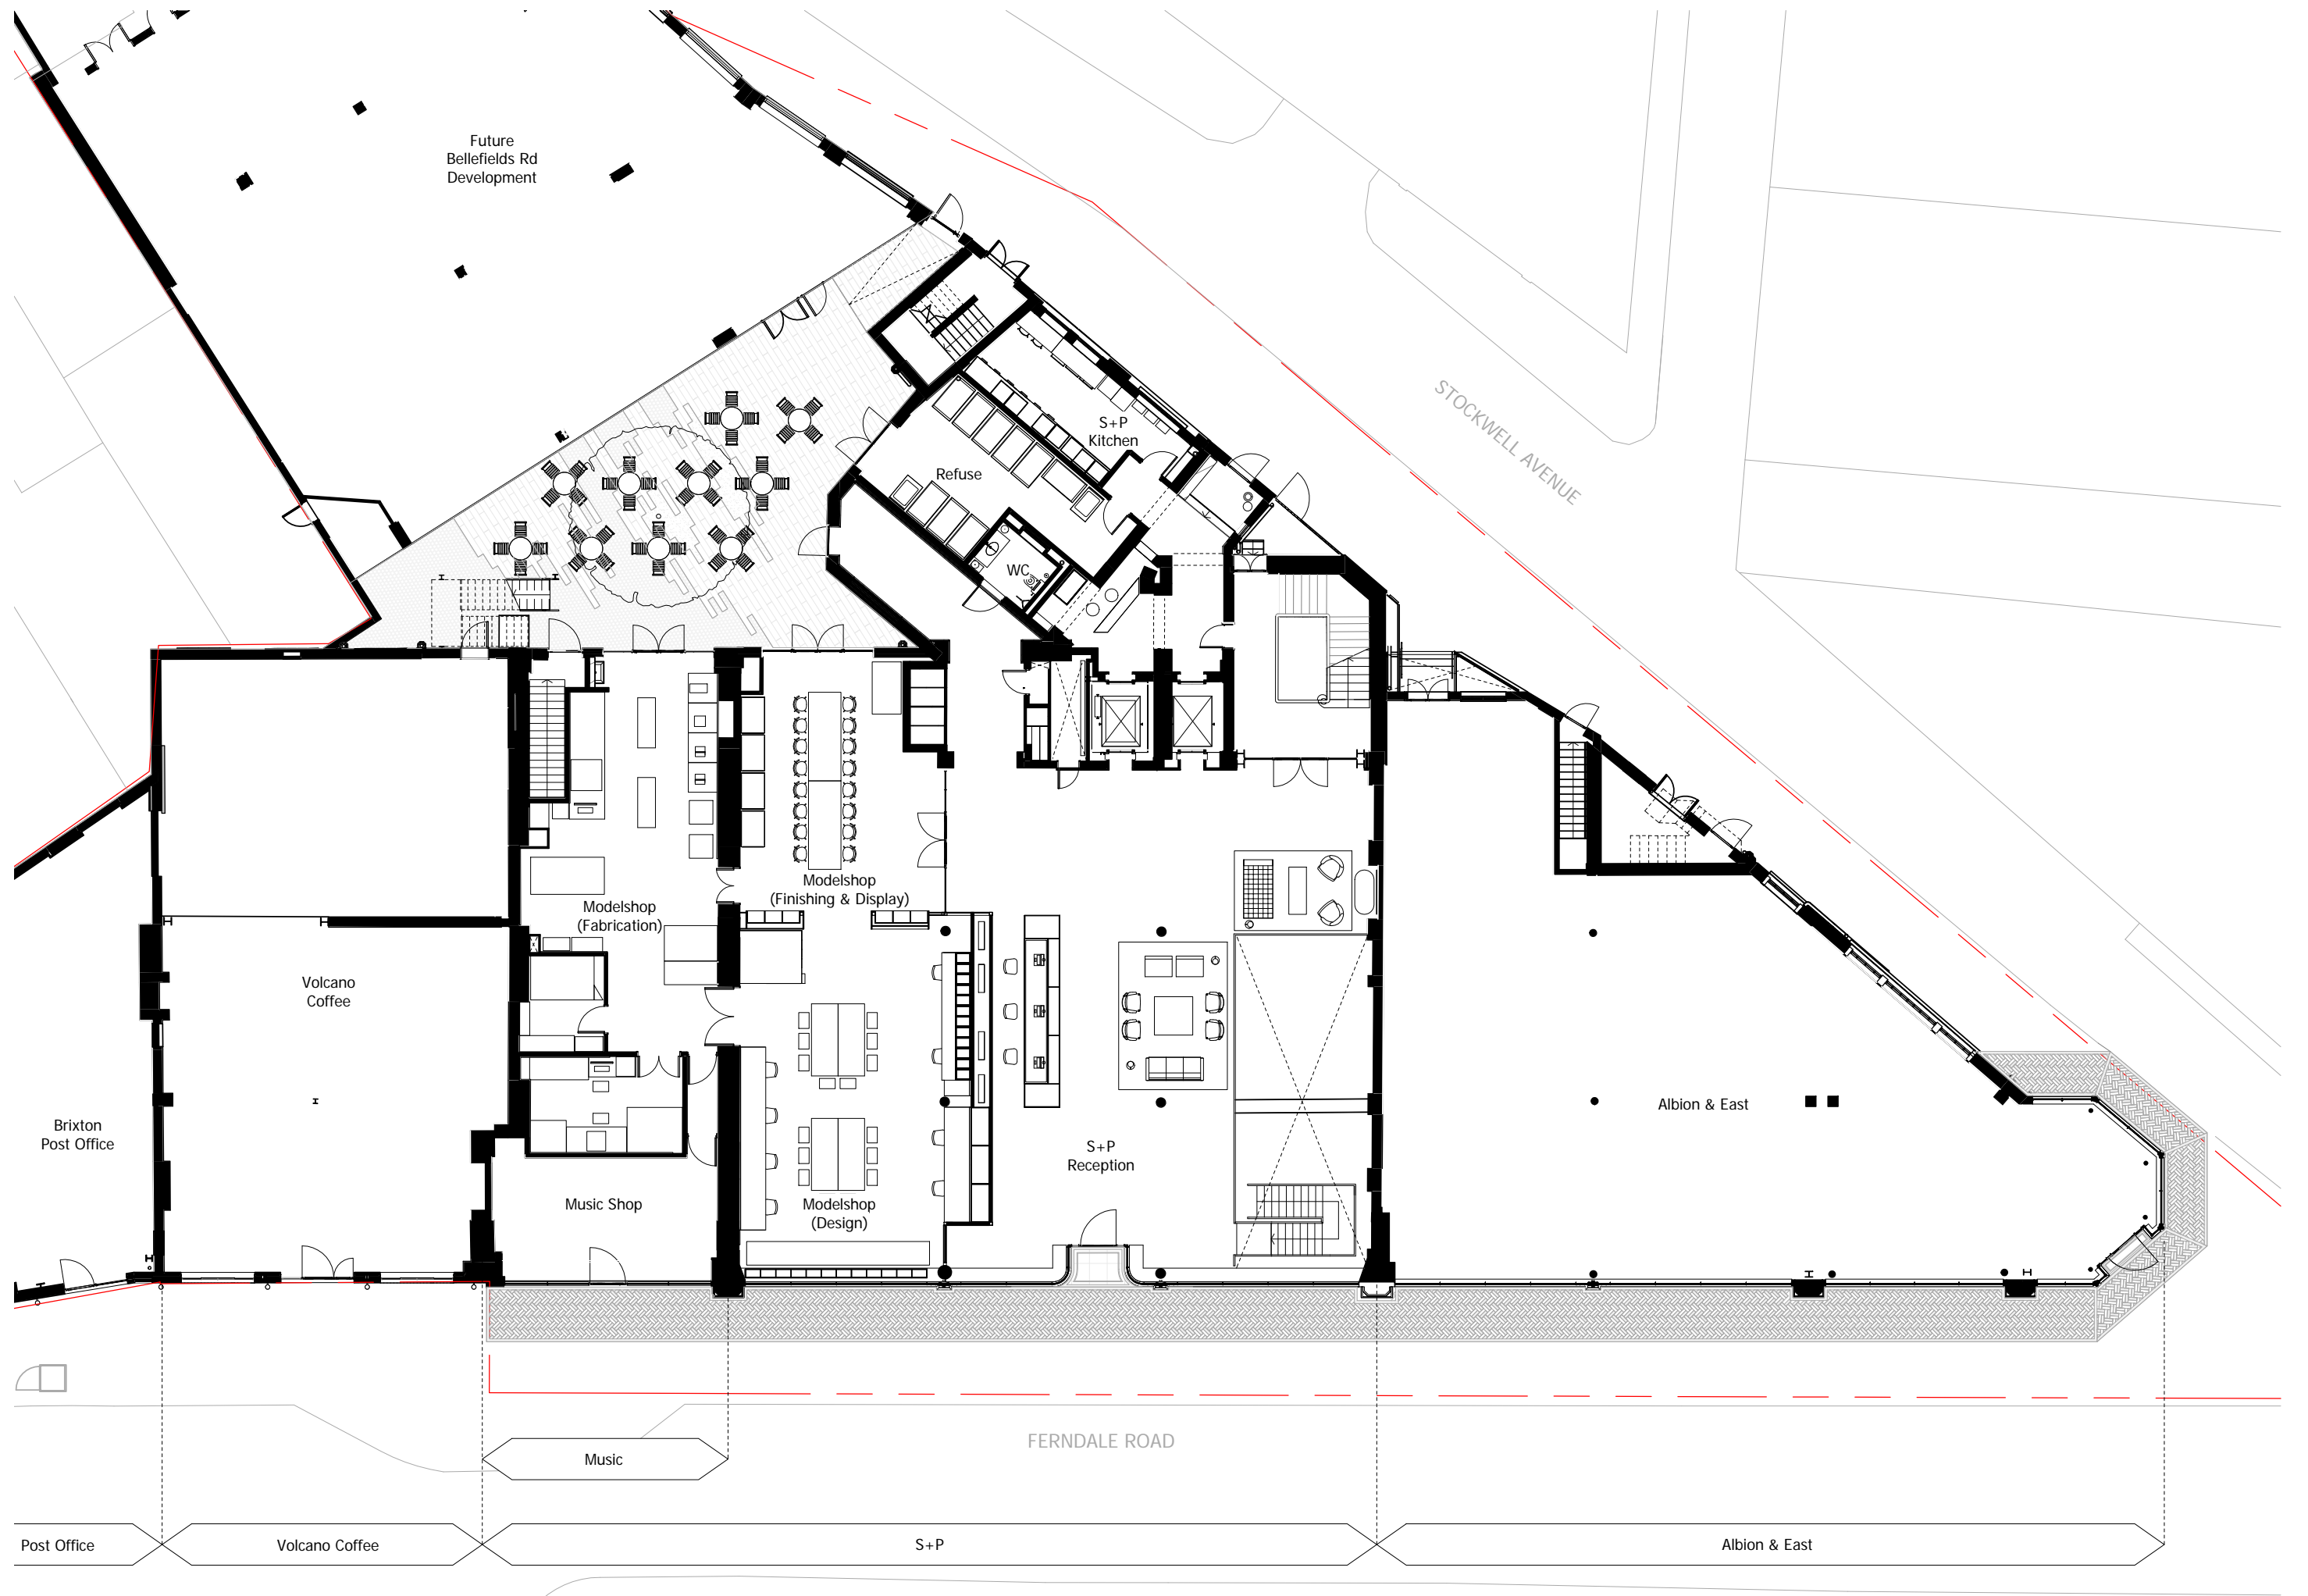 Future
Bellefields Rd
Development
STOCKWELL AVENUE
S+P
Kitchen
Refuse
WC
Modelshop
(Finishing & Display)
Modelshop
(Fabrication)
Volcano
Coffee
Brixton
Post Office
Albion & East
S+P
Reception
Music Shop
Modelshop
(Design)
FERNDALE ROAD
Music
Post Office
Volcano Coffee
S+P
Albion & East